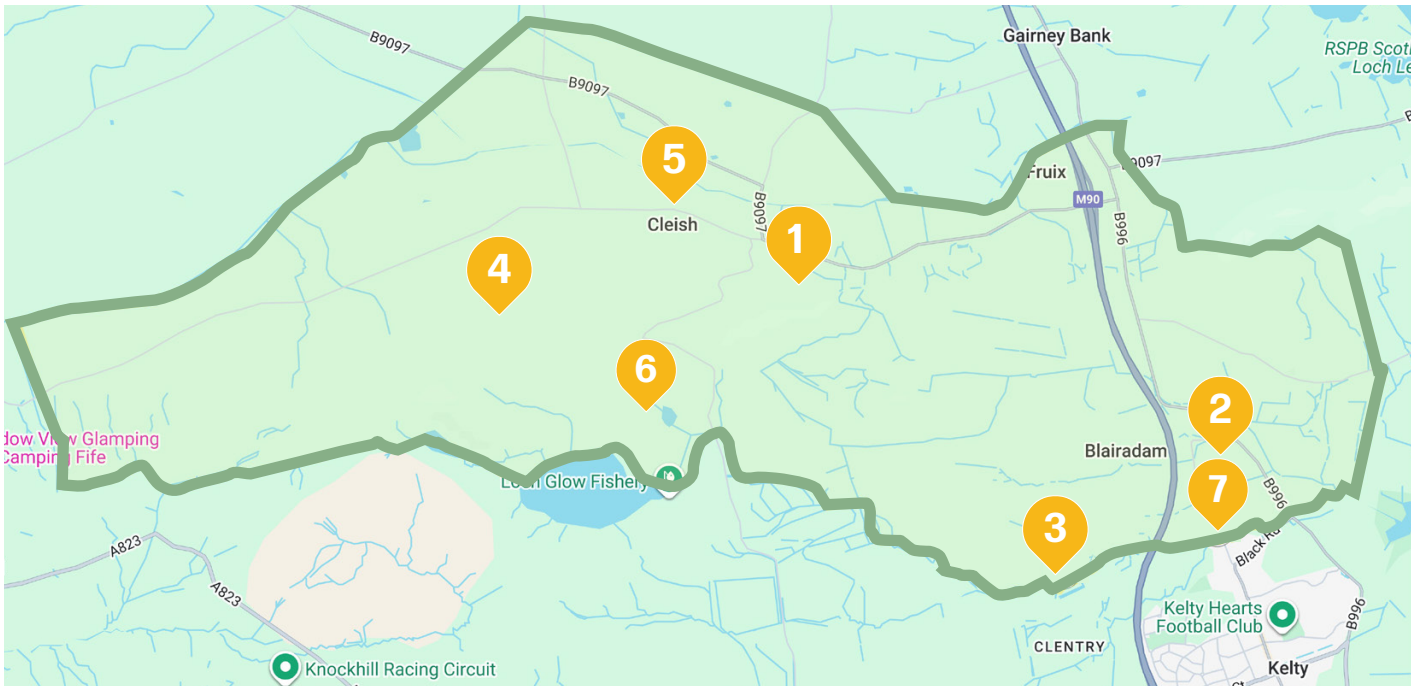 Gairney Bank
B9097
RSPB Scot
Loch Le
B9097
5
B9097
Fruix
M90
Cleish
B9097
B996
1
4
6
2
dow View Glamping
Camping Fife
Blairadam
Loch Glow Fishery
7
B996
3
A823
Black Rd
A823
Kelty Hearts
Football Club
B996
CLENTRY
Knockhill Racing Circuit
Kelty